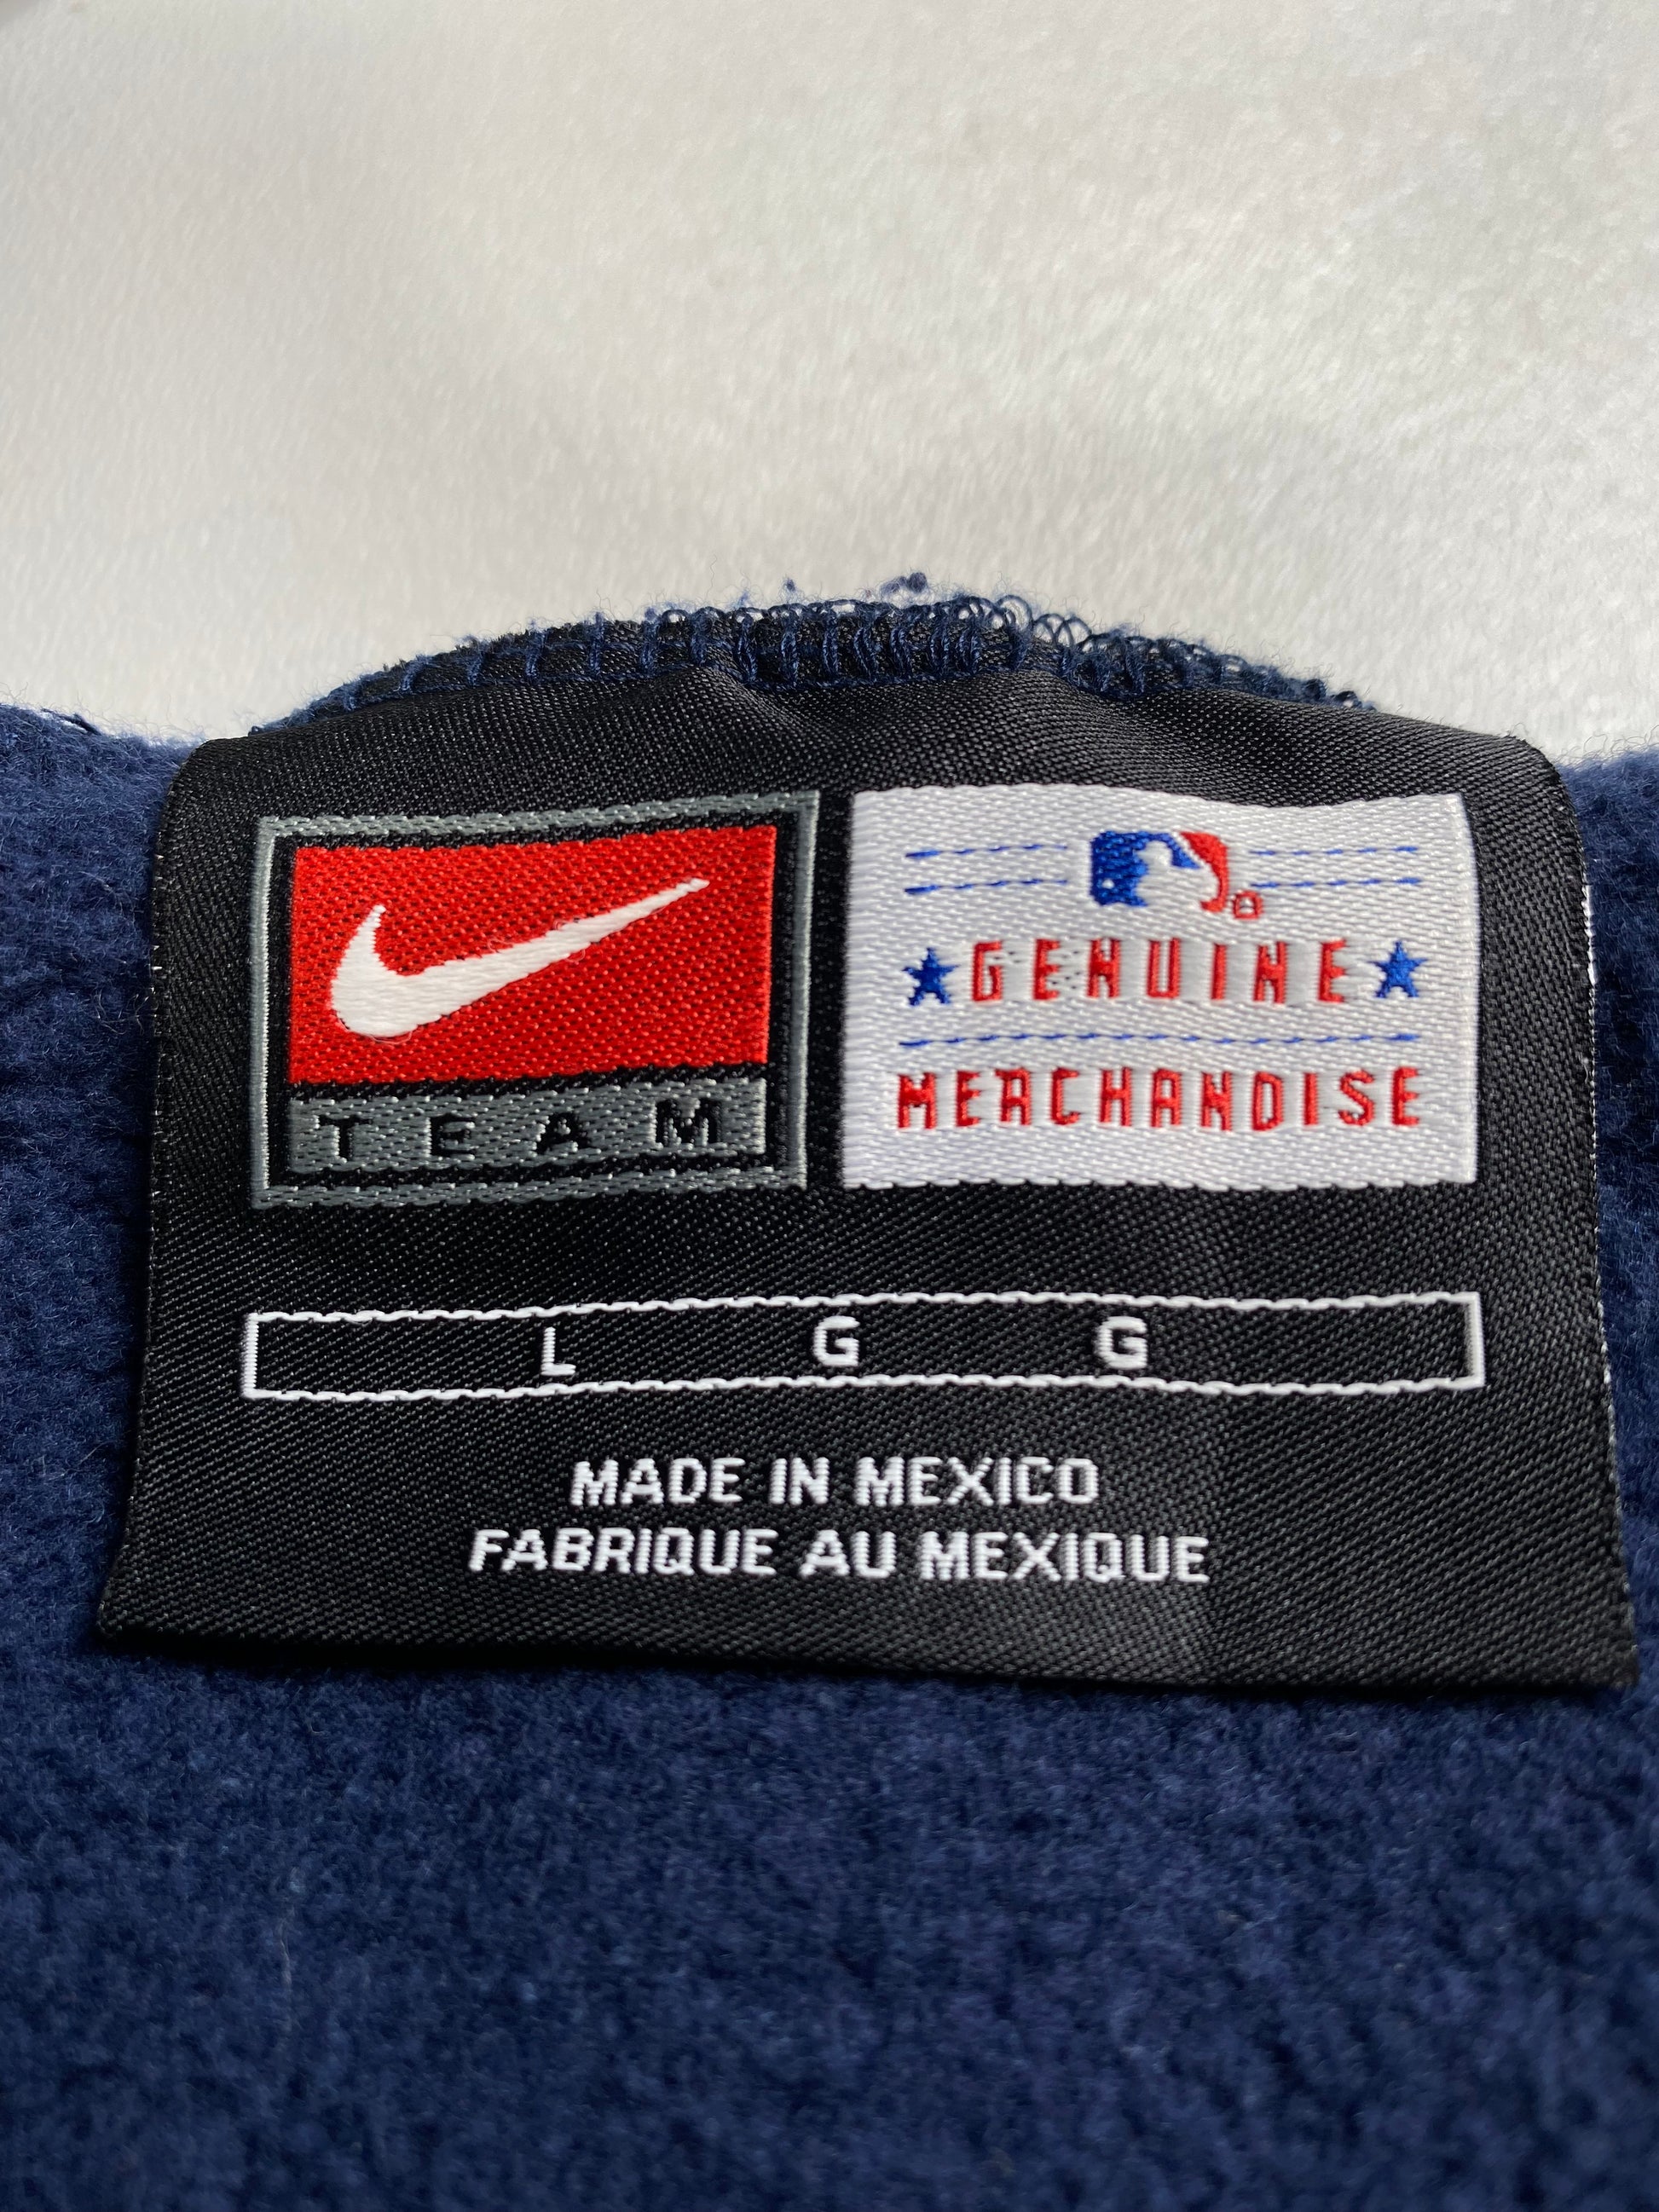 TEAM
GENUINE
MERCHANDISE
L G G
MADE IN MEXICO
FABRIQUE AU MEXIQUE